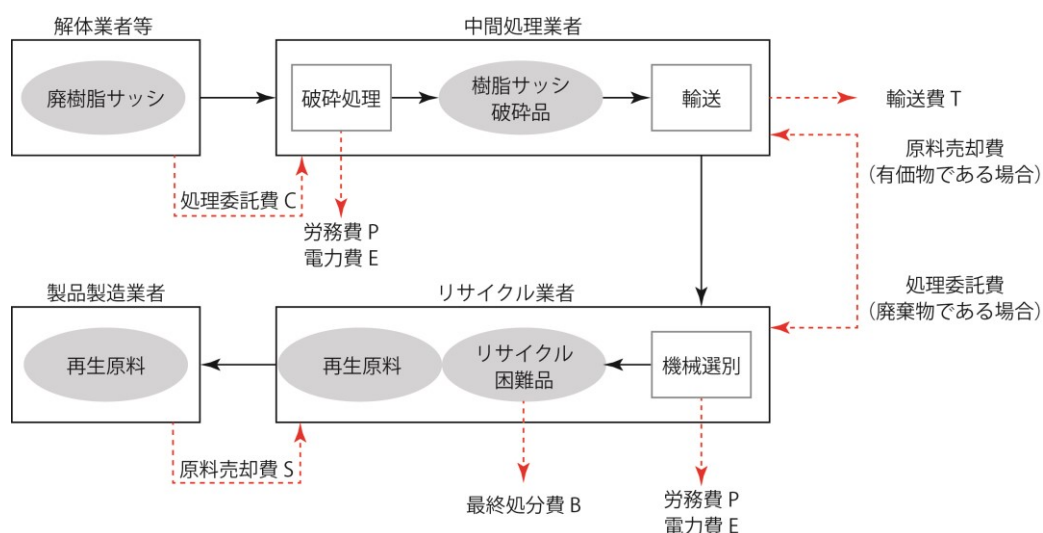 解体業者等
中間処理業者
廃樹脂サッシ
破砕処理
樹脂サッシ
破砕品
輸送
輸送費 T
原料売却費
(有価物である場合)
処理委託費 C
労務費 P
電力費 E
処理委託費
(廃棄物である場合)
製品製造業者
リサイクル業者
再生原料
再生原料
リサイクル
困難品
機械選別
原料売却費 S
最終処分費 B
労務費 P
電力費 E